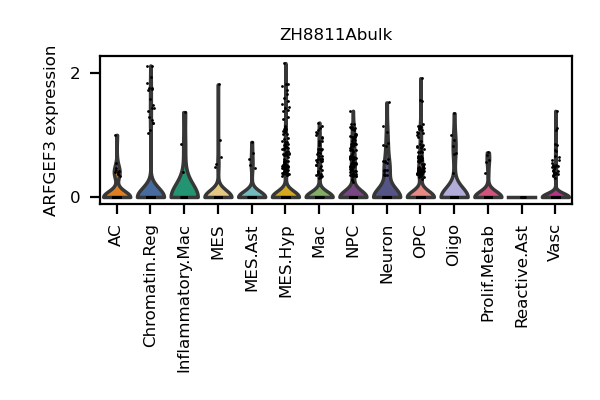 ZH8811Abulk
ARFGEF3 expression
2
0
AC
Chromatin.Reg
Inflammatory.Mac
MES
MES.Ast
MES.Hyp
Mac
NPC
Neuron
OPC
Oligo
Prolif.Metab
Reactive.Ast
Vasc